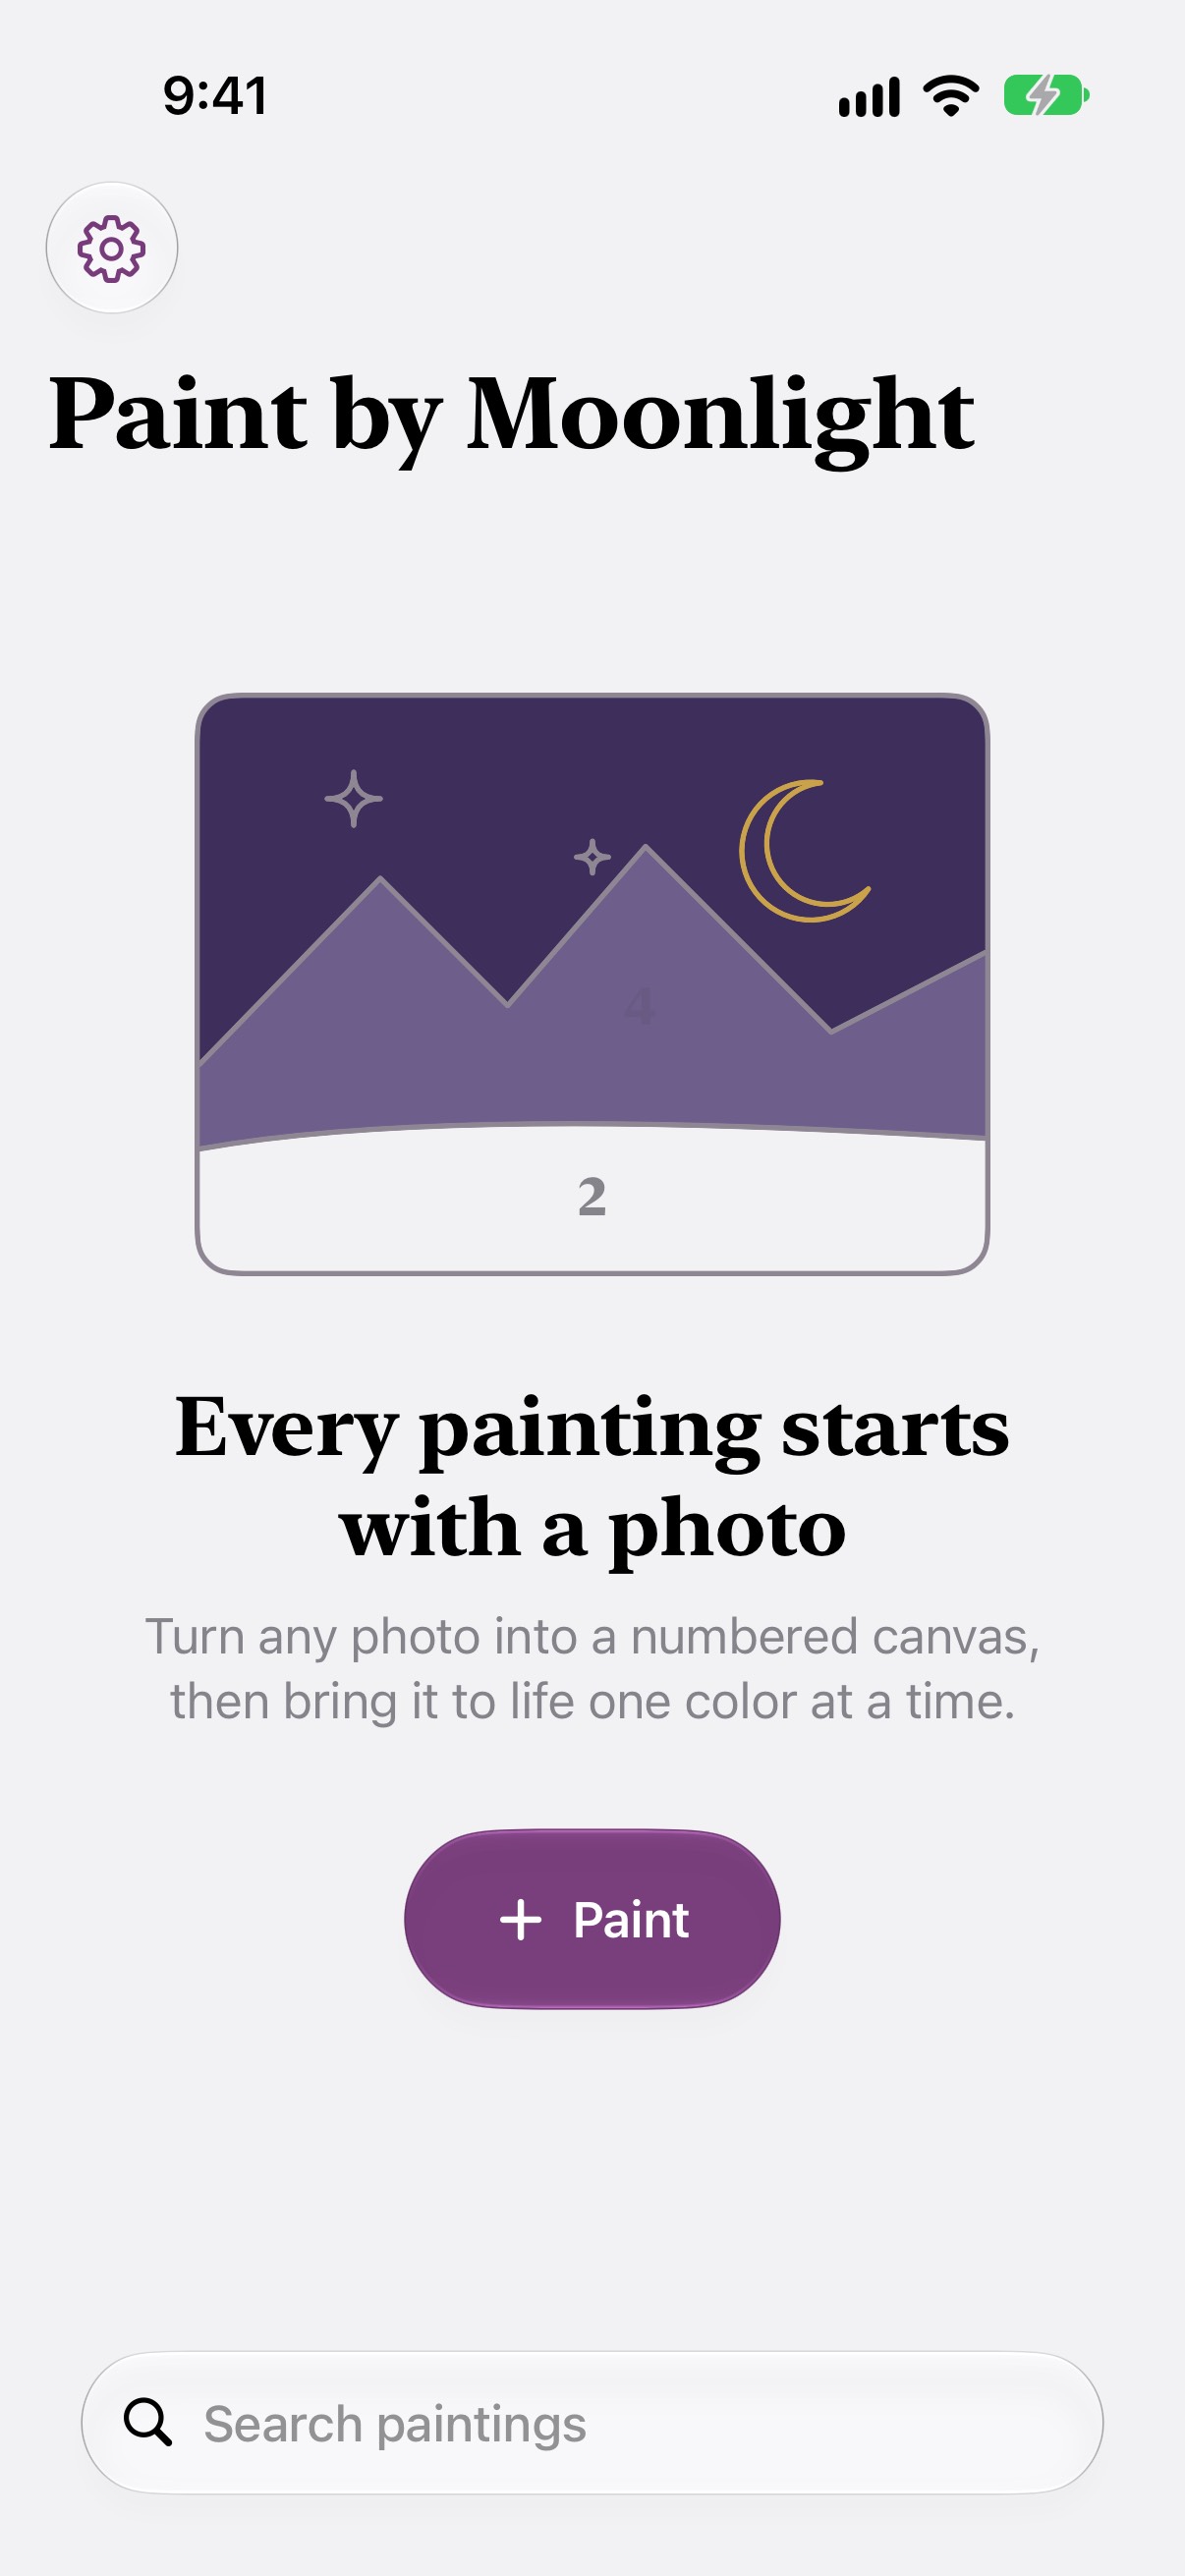 9:41
Paint by Moonlight
4
2
Every painting starts
with a photo
Turn any photo into a numbered canvas,
then bring it to life one color at a time.
+ Paint
Search paintings